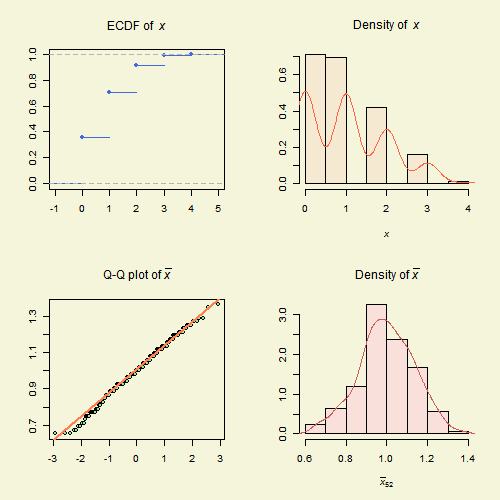 ECDF of x
Density of x
1.0
0.8
0.6
0.4
0.2
0.0
-1 0 1 2 3 4 5
0.6
0.4
0.2
0.0
0 1 2 3 4
x
Q-Q plot of x̅
Density of x̅
1.3
1.1
0.9
0.7
-3 -2 -1 0 1 2 3
3.0
2.0
1.0
0.0
0.6 0.8 1.0 1.2 1.4
x̅₅₂